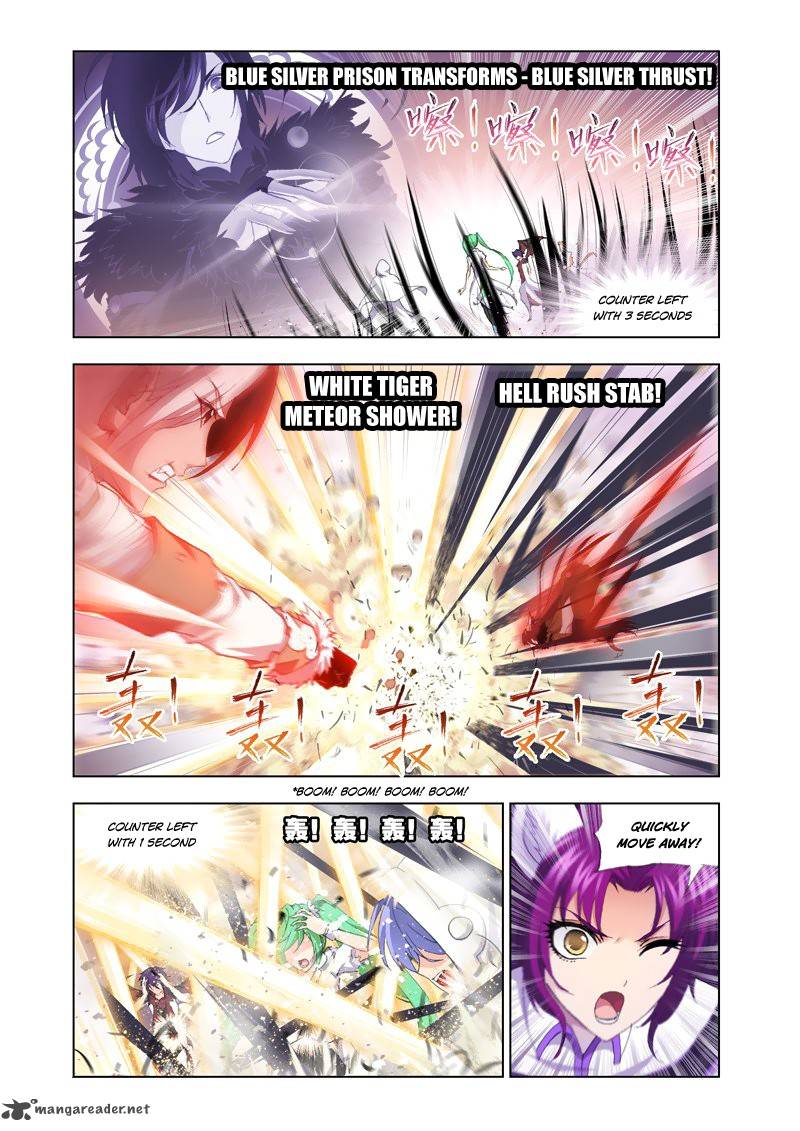 BLUE SILVER PRISON TRANSFORMS - BLUE SILVER THRUST!
嚓! 嚓! 嚓! 嚓!
COUNTER LEFT
WITH 3 SECONDS
WHITE TIGER
METEOR SHOWER!
HELL RUSH STAB!
轰! 轰! 轰! 轰! 轰!
*BOOM! BOOM! BOOM! BOOM!
COUNTER LEFT
WITH 1 SECOND
轰! 轰! 轰! 轰!
QUICKLY
MOVE AWAY!
mangareader.net